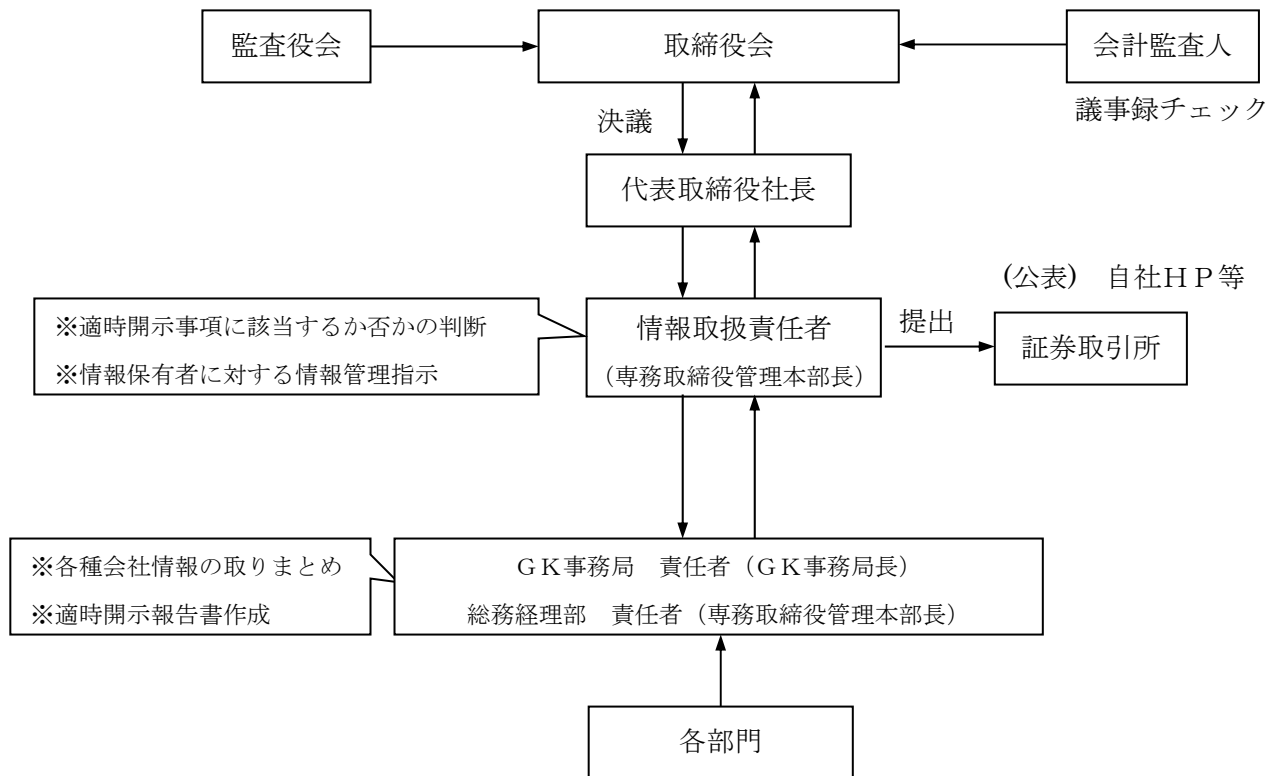 監査役会
取締役会
会計監査人
議事録チェック
決議
代表取締役社長
(公表)　自社ＨＰ等
※適時開示事項に該当するか否かの判断
※情報保有者に対する情報管理指示
情報取扱責任者
（専務取締役管理本部長）
提出
証券取引所
※各種会社情報の取りまとめ
※適時開示報告書作成
ＧＫ事務局　責任者（ＧＫ事務局長）
総務経理部　責任者（専務取締役管理本部長）
各部門